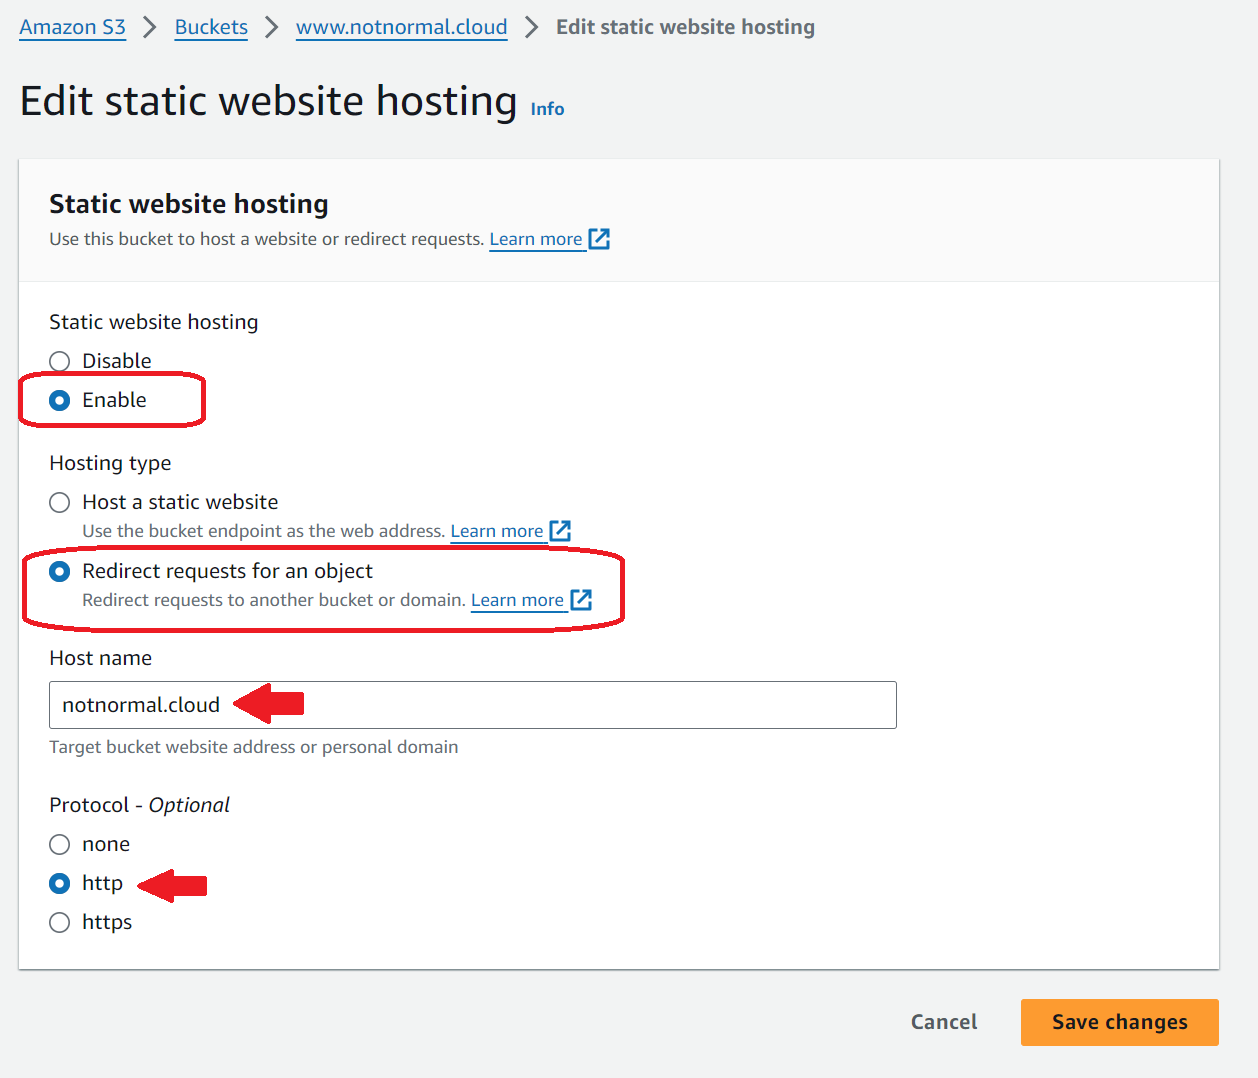 Amazon S3 > Buckets > www.notnormal.cloud > Edit static website hosting
Edit static website hosting Info
Static website hosting
Use this bucket to host a website or redirect requests. Learn more
Static website hosting
Disable
Enable
Hosting type
Host a static website
Use the bucket endpoint as the web address. Learn more
Redirect requests for an object
Redirect requests to another bucket or domain. Learn more
Host name
notnormal.cloud
Target bucket website address or personal domain
Protocol - Optional
none
http
https
Cancel Save changes